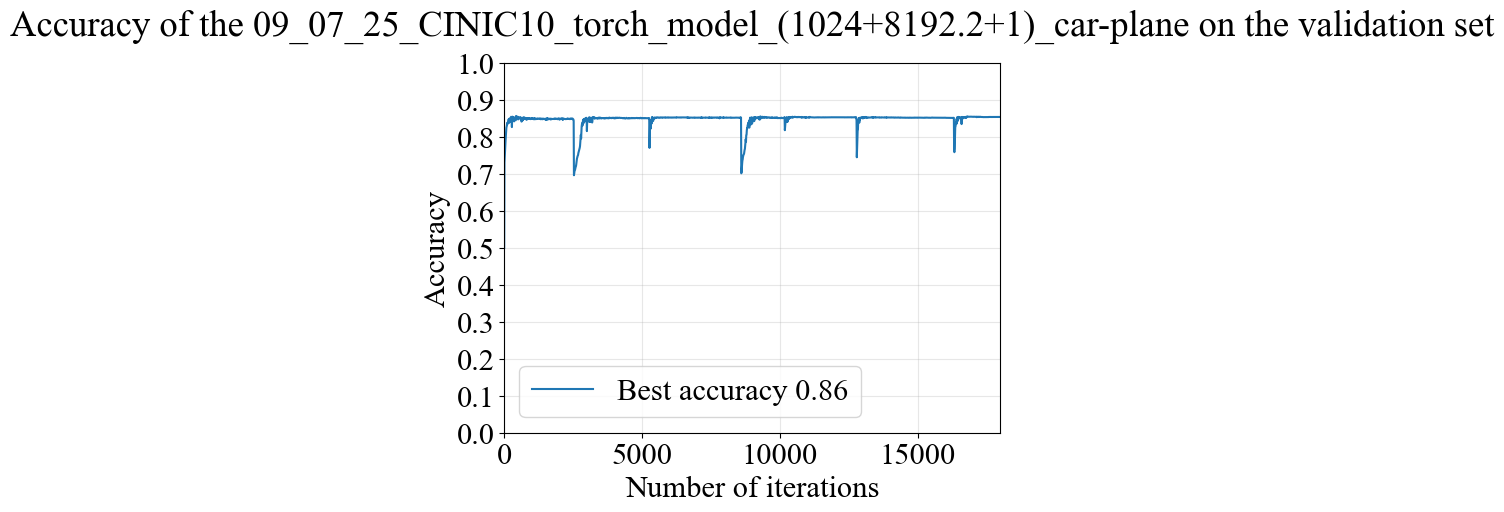 Accuracy of the 09_07_25_CINIC10_torch_model_(1024+8192.2+1)_car-plane on the validation set
1.0
0.9
0.8
0.7
0.6
0.5
0.4
0.3
0.2
0.1
0.0
Accuracy
Best accuracy 0.86
0 5000 10000 15000
Number of iterations